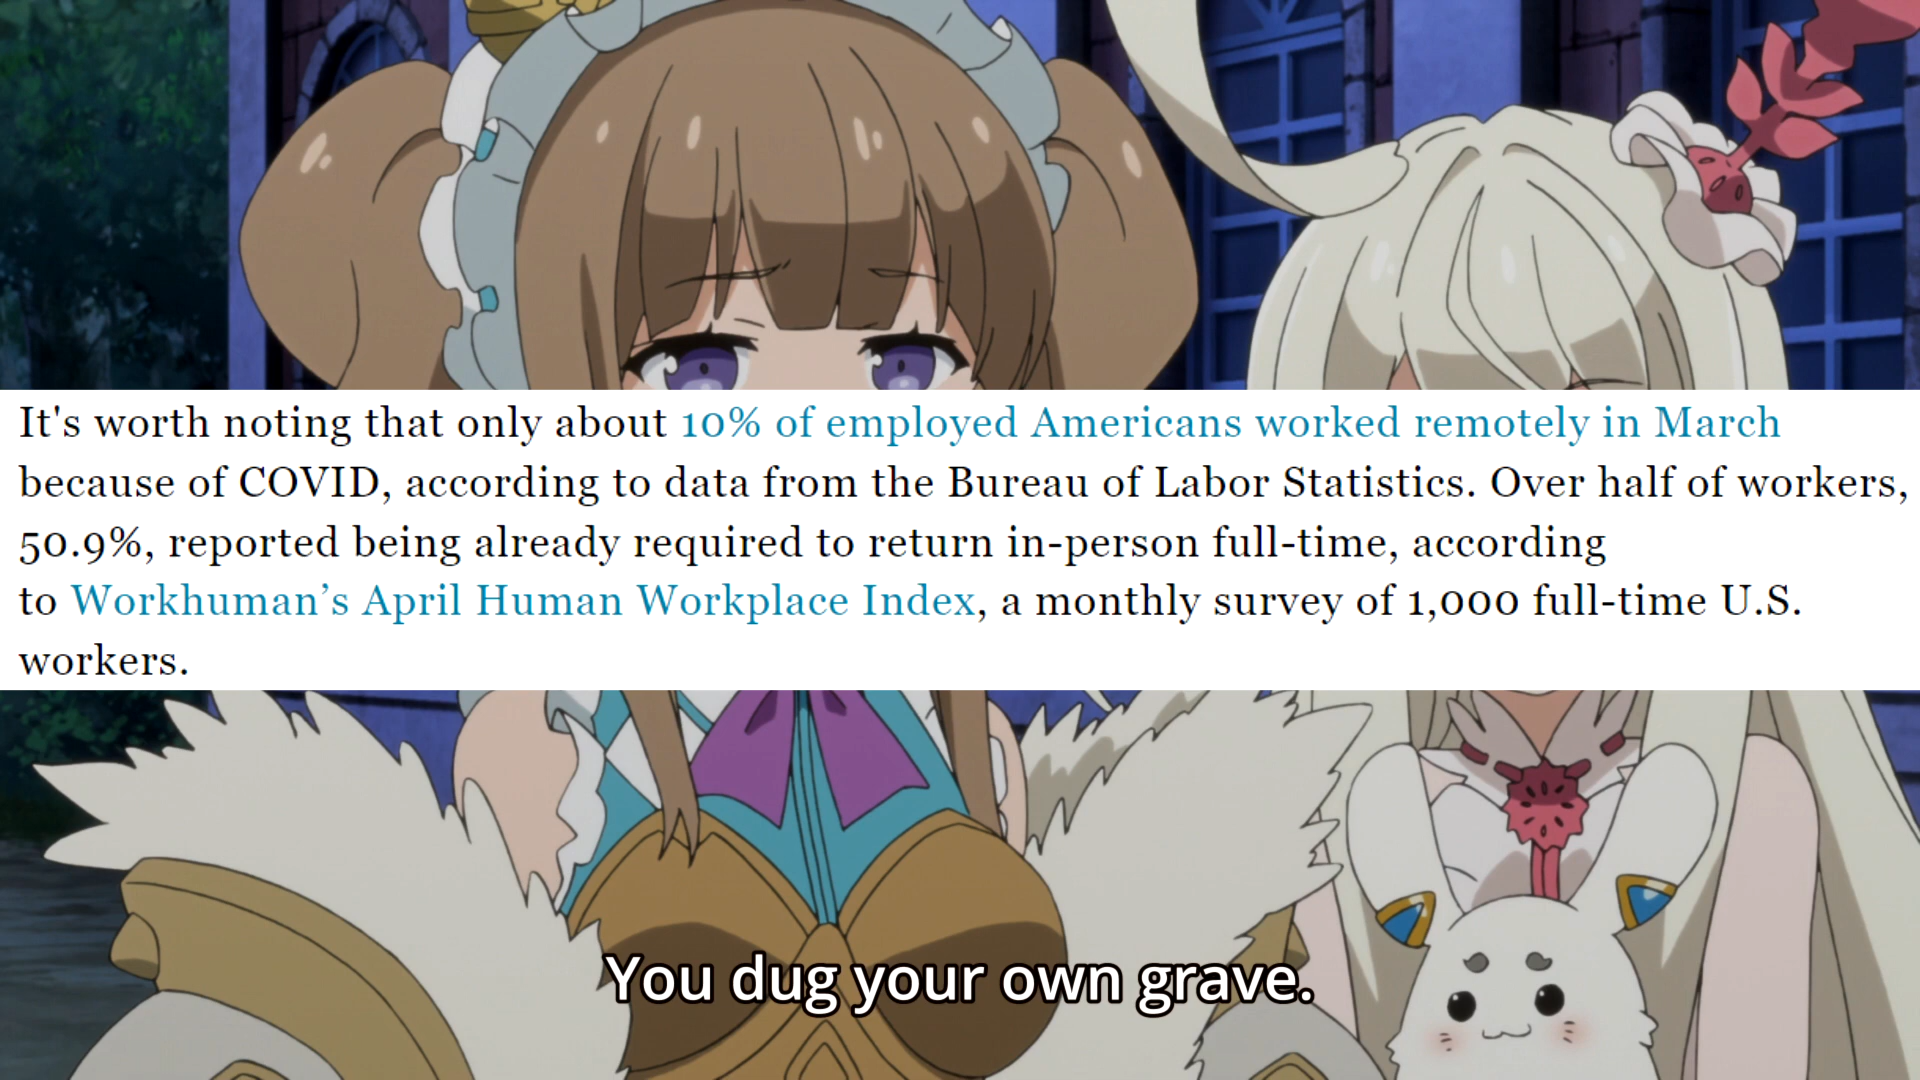 It's worth noting that only about 10% of employed Americans worked remotely in March
because of COVID, according to data from the Bureau of Labor Statistics. Over half of workers,
50.9%, reported being already required to return in-person full-time, according
to Workhuman’s April Human Workplace Index, a monthly survey of 1,000 full-time U.S.
workers.
You dug your own grave.